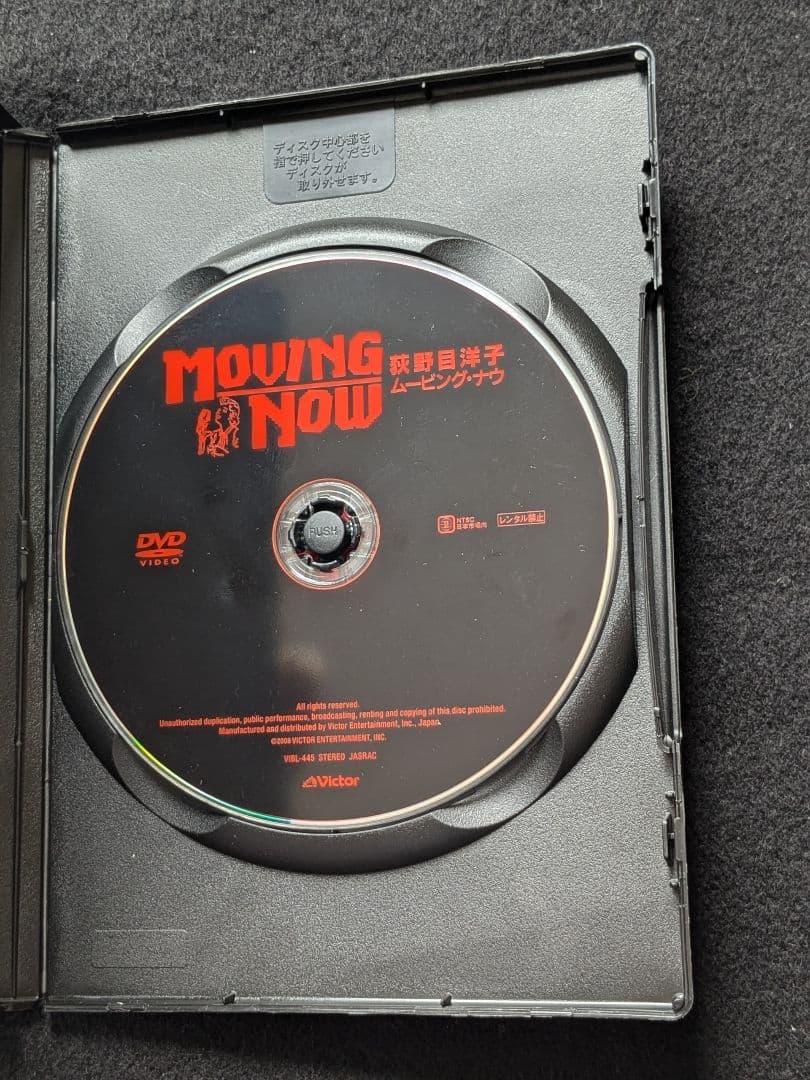 ディスク中心部を
指で押してください
ディスクが
取り外せます。
MOVING
NOW
荻野目洋子
ムービング・ナウ
DVD
VIDEO
PUSH
2
NTSC
日本市場向
レンタル禁止
All rights reserved.
Unauthorized duplication, public performance, broadcasting, renting and copying of this disc prohibited.
Manufactured and distributed by Victor Entertainment, Inc., Japan.
©2008 VICTOR ENTERTAINMENT, INC.
VIBL-445 STEREO JASRAC
Victor